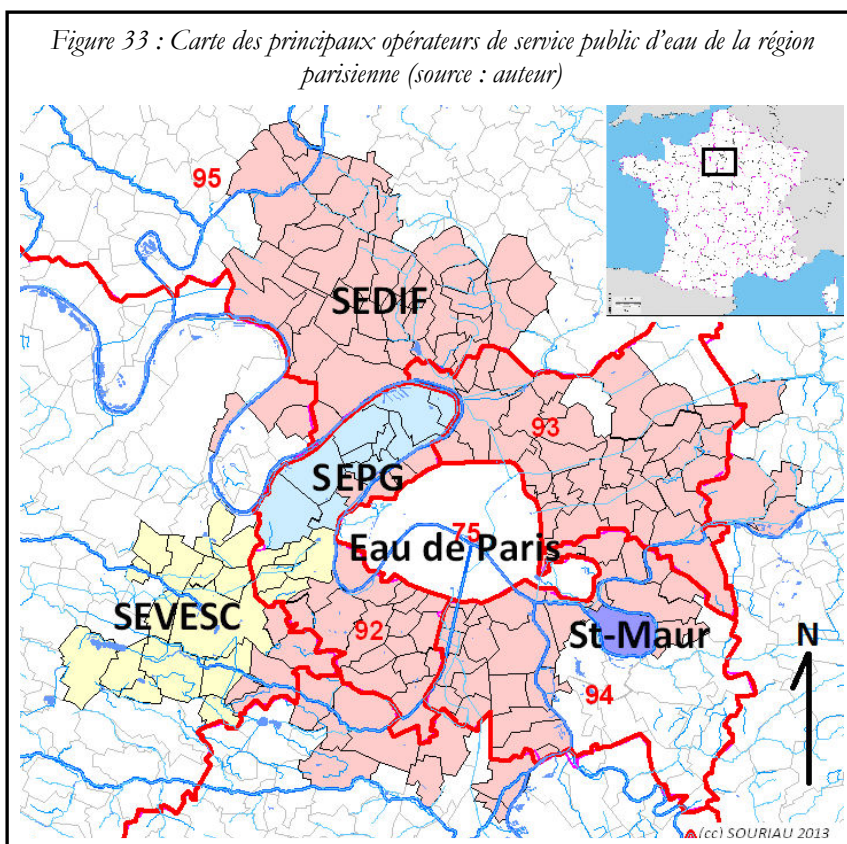 Figure 33 : Carte des principaux opérateurs de service public d'eau de la région
parisienne (source : auteur)
95
SEDIF
93
SEPG
75
Eau de Paris
SEVESC
92
St-Maur
N
94
(cc) SOURIAU 2013